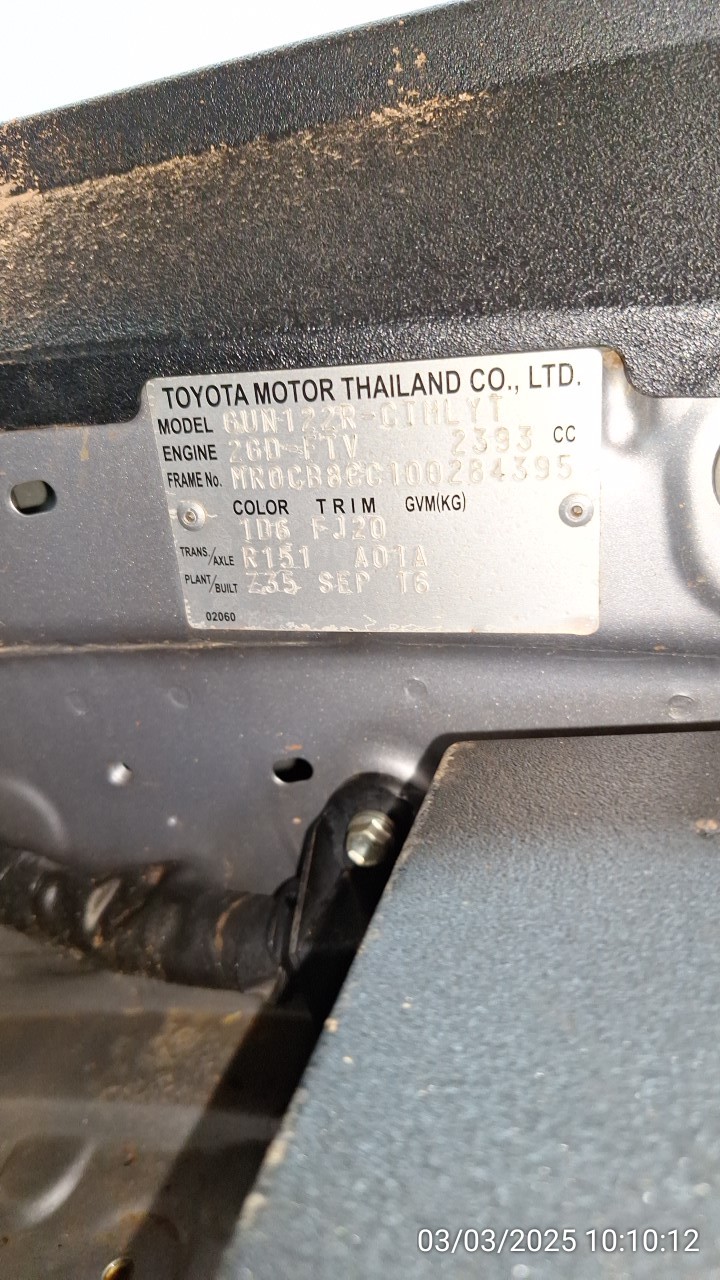 TOYOTA MOTOR THAILAND CO., LTD.
MODEL GUN122R-CTMLYT
ENGINE 2GD-FTV 2393 CC
FRAME No. MR0CB8CC100284395
COLOR TRIM GVM(KG)
1D6 FJ20
TRANS./AXLE R151 A01A
PLANT/BUILT Z35 SEP 16
02060
03/03/2025 10:10:12